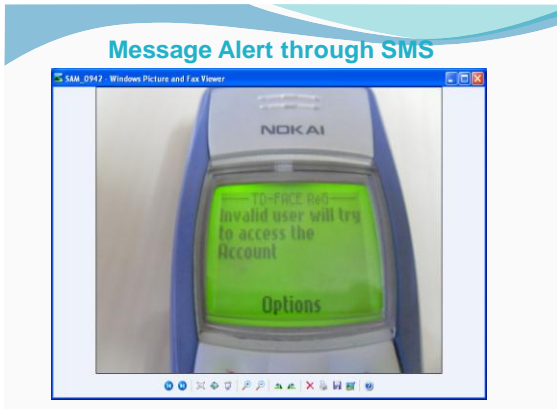 Message Alert through SMS
SAM_0942 - Windows Picture and Fax Viewer
NOKAI
TD-FACE ReG
Invalid user will try
to access the
Account
Options